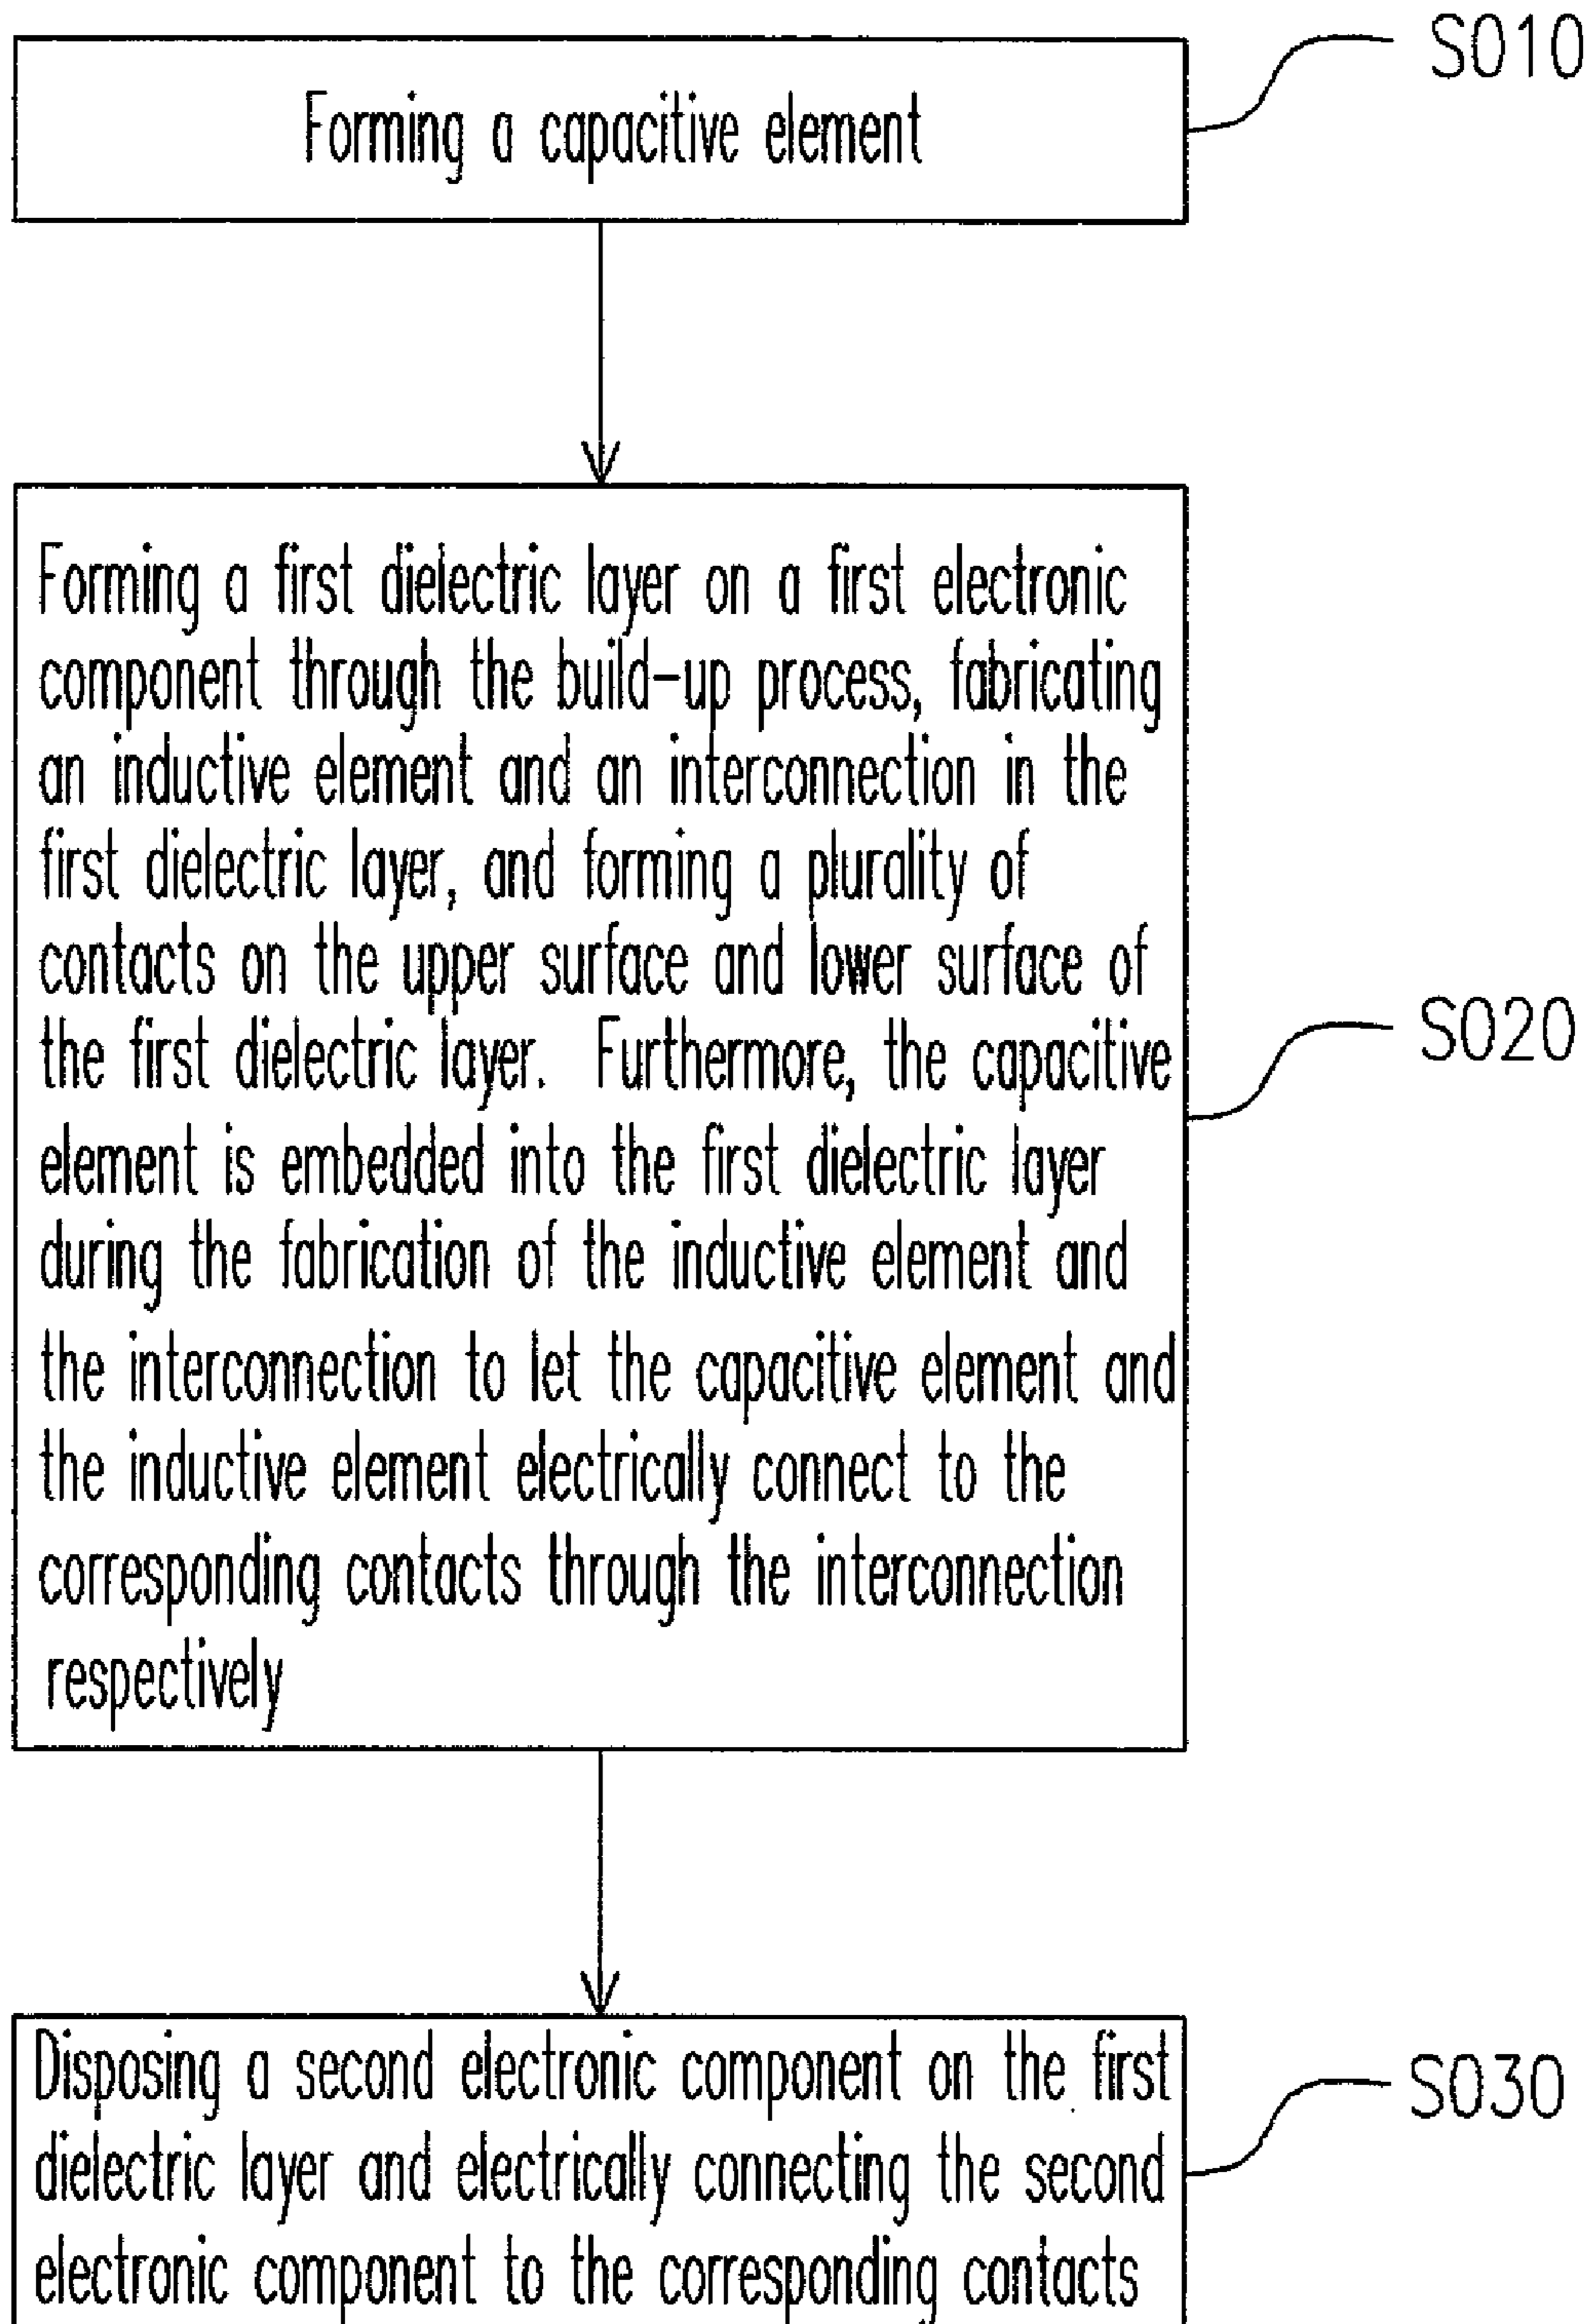 S010
Forming a capacitive element
Forming a first dielectric layer on a first electronic
component through the build-up process, fabricating
an inductive element and an interconnection in the
first dielectric layer, and forming a plurality of
contacts on the upper surface and lower surface of
the first dielectric layer. Furthermore, the capacitive
element is embedded into the first dielectric layer
during the fabrication of the inductive element and
the interconnection to let the capacitive element and
the inductive element electrically connect to the
corresponding contacts through the interconnection
respectively
S020
Disposing a second electronic component on the first
dielectric layer and electrically connecting the second
electronic component to the corresponding contacts
S030